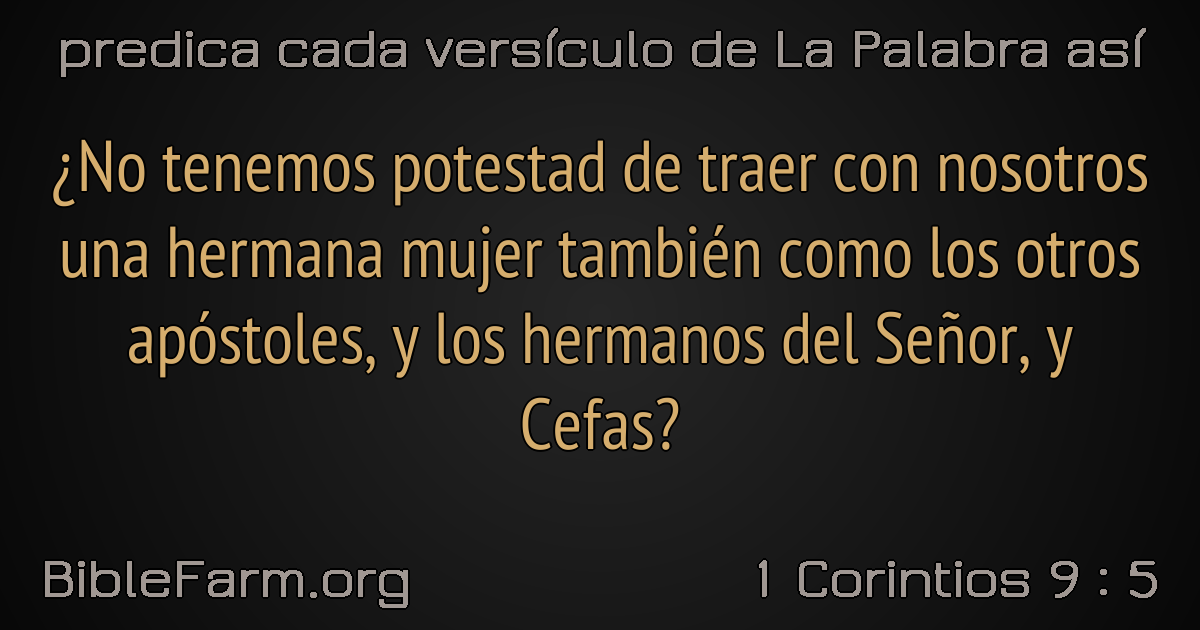 predica cada versículo de La Palabra así
¿No tenemos potestad de traer con nosotros
una hermana mujer también como los otros
apóstoles, y los hermanos del Señor, y
Cefas?
BibleFarm.org
1 Corintios 9 : 5